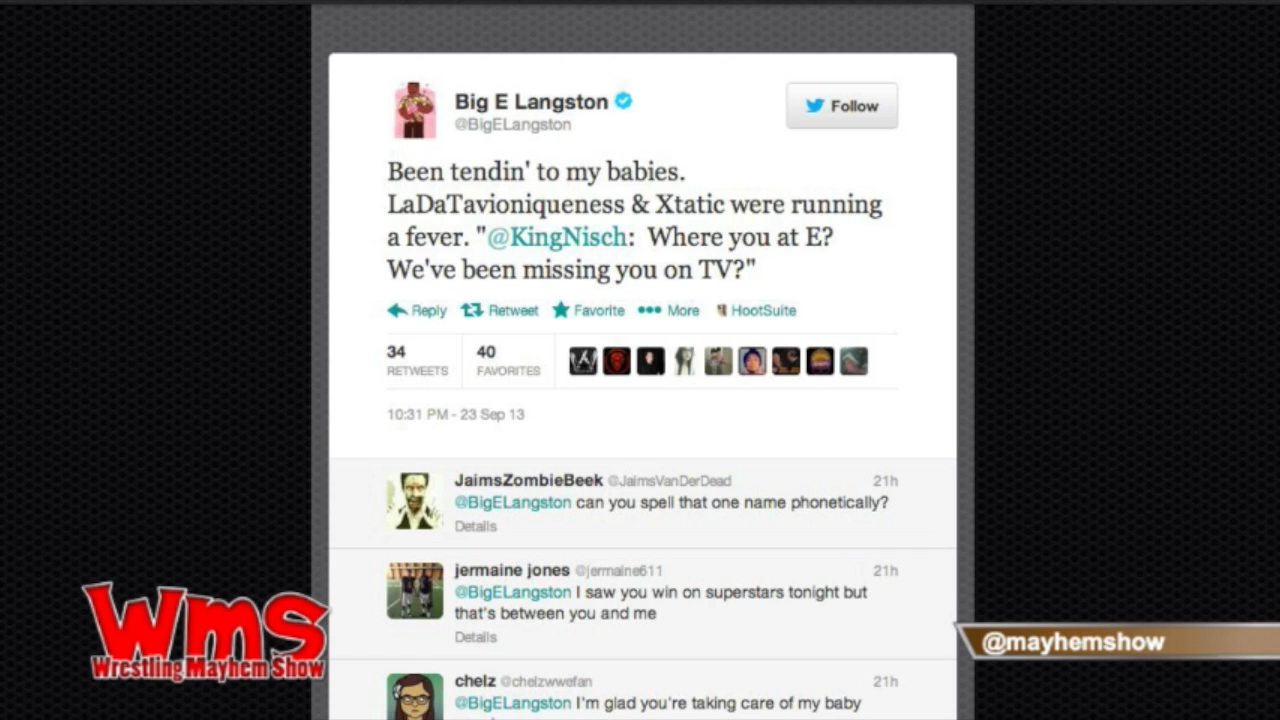 Big E Langston
@BigELangston
Follow
Been tendin' to my babies.
LaDaTavioniqueness & Xtatic were running
a fever. "@KingNisch: Where you at E?
We've been missing you on TV?"
Reply Retweet Favorite More HootSuite
34 RETWEETS
40 FAVORITES
10:31 PM - 23 Sep 13
JaimsZombieBeek @JaimsVanDerDead 21h
@BigELangston can you spell that one name phonetically?
Details
jermaine jones @jermaine611 21h
@BigELangston I saw you win on superstars tonight but
that's between you and me
Details
chelz @chelzwwefan 21h
@BigELangston I'm glad you're taking care of my baby
wms
Wrestling Mayhem Show
@mayhemshow